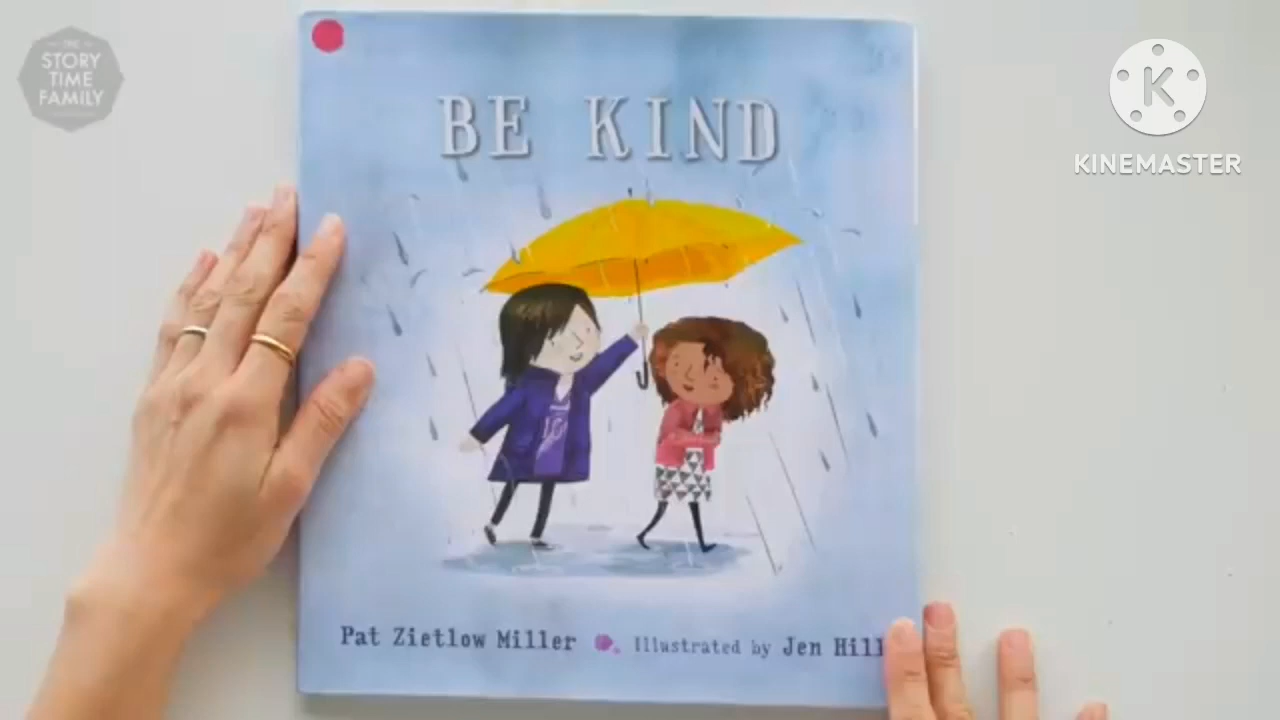 THE
STORY
TIME
FAMILY
K
KINEMASTER
BE KIND
Pat Zietlow Miller Illustrated by Jen Hill